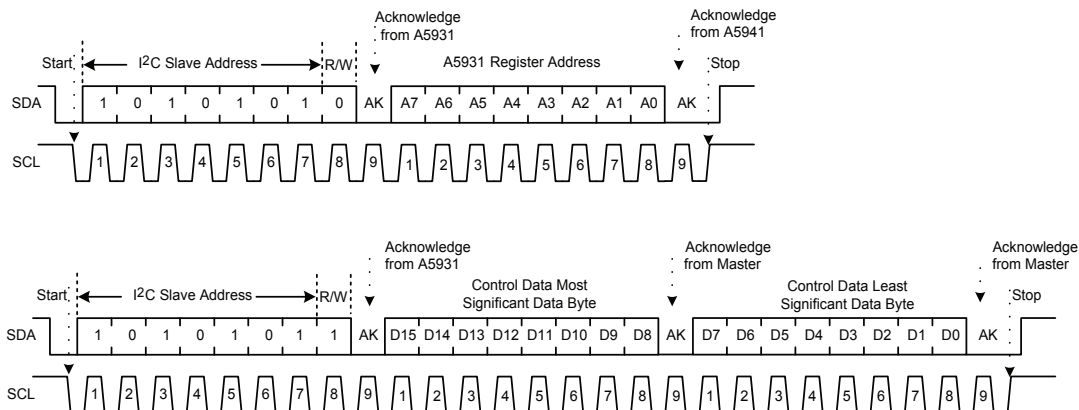 Acknowledge
from A5931
Acknowledge
from A5941
Start
I2C Slave Address
R/W
A5931 Register Address
Stop
SDA 1 0 1 0 1 0 1 0 AK A7 A6 A5 A4 A3 A2 A1 A0 AK
SCL 1 2 3 4 5 6 7 8 9 1 2 3 4 5 6 7 8 9
Acknowledge
from A5931
Acknowledge
from Master
Acknowledge
from Master
Start
I2C Slave Address
R/W
Control Data Most
Significant Data Byte
Control Data Least
Significant Data Byte
Stop
SDA 1 0 1 0 1 0 1 1 AK D15 D14 D13 D12 D11 D10 D9 D8 AK D7 D6 D5 D4 D3 D2 D1 D0 AK
SCL 1 2 3 4 5 6 7 8 9 1 2 3 4 5 6 7 8 9 1 2 3 4 5 6 7 8 9